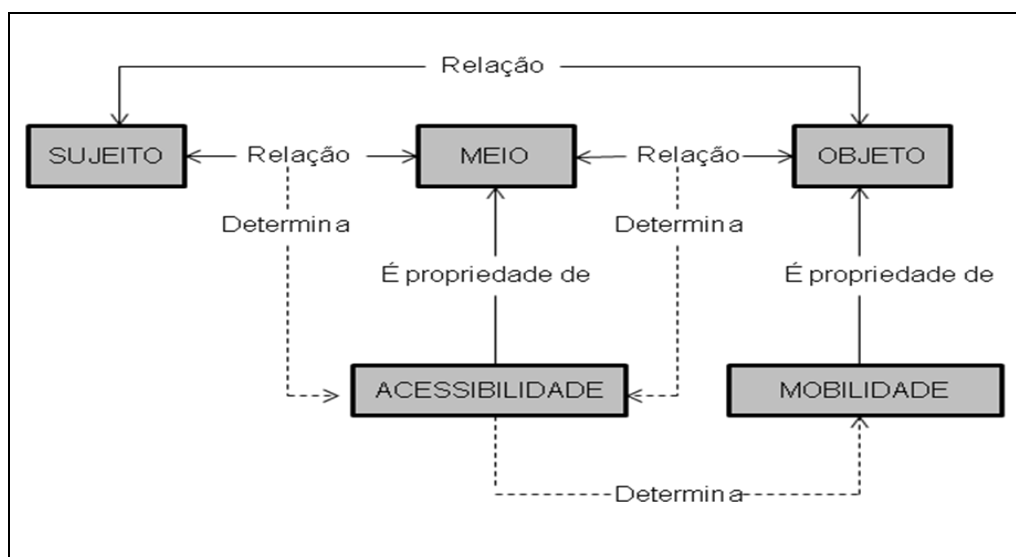 Relação
SUJEITO Relação MEIO Relação OBJETO
Determina Determina
É propriedade de É propriedade de
ACESSIBILIDADE MOBILIDADE
Determina